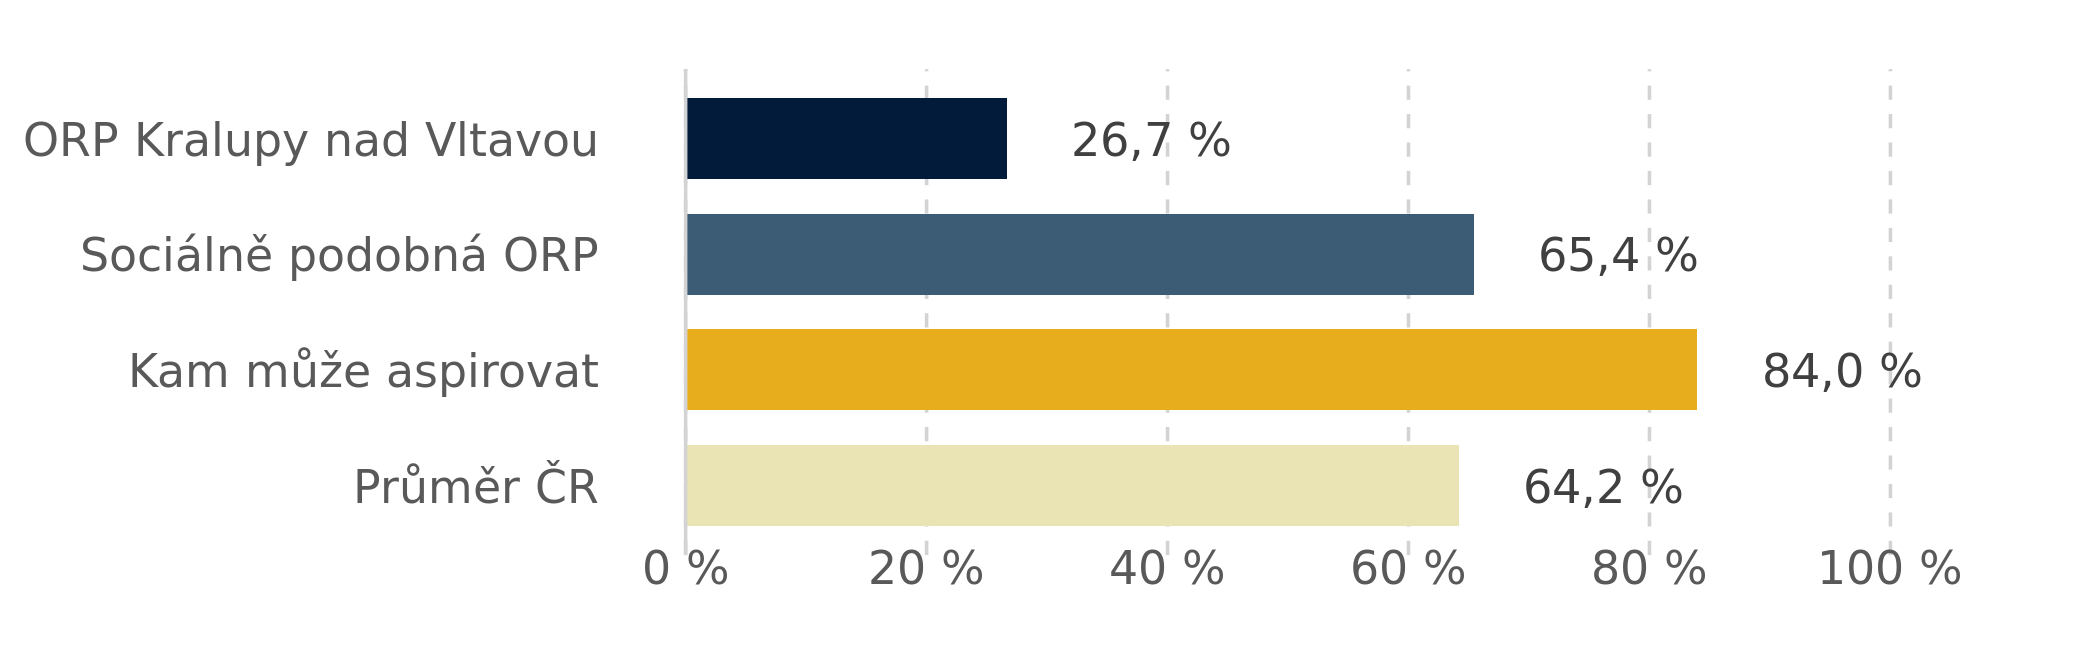 ORP Kralupy nad Vltavou 26,7 %
Sociálně podobná ORP 65,4 %
Kam může aspirovat 84,0 %
Průměr ČR 64,2 %
0 % 20 % 40 % 60 % 80 % 100 %